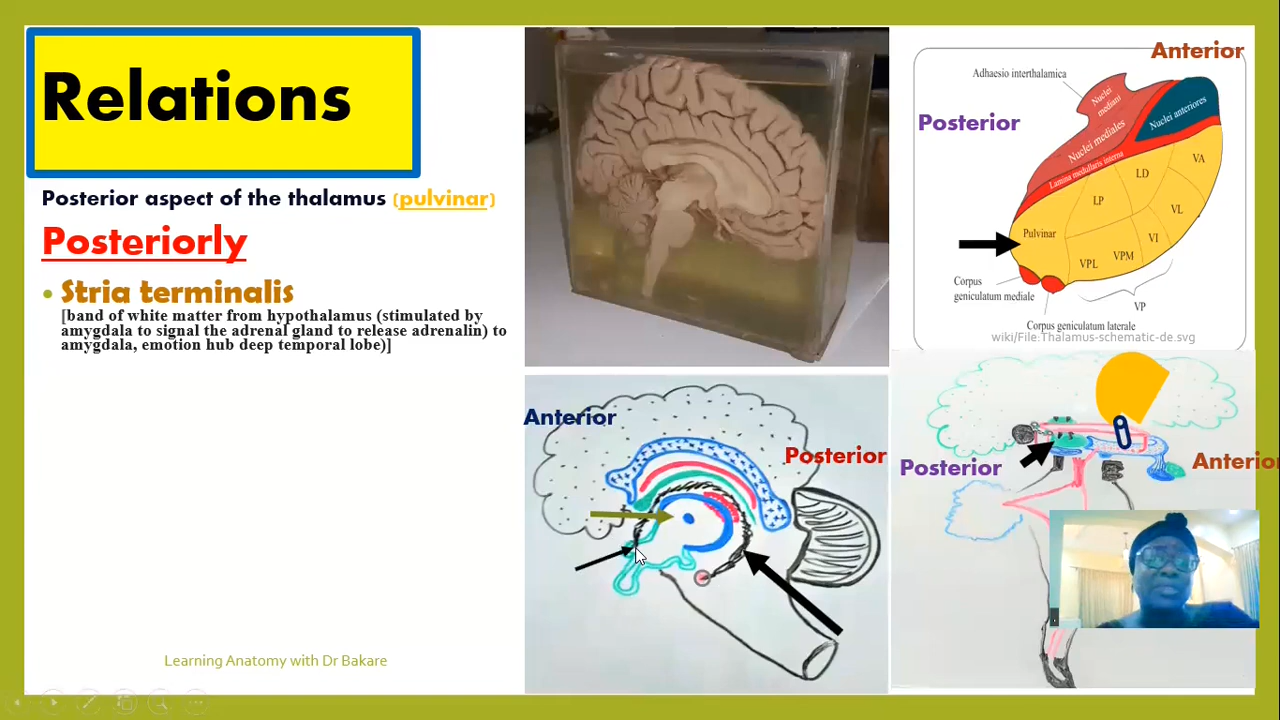 Relations
Posterior aspect of the thalamus (pulvinar)
Posteriorly
• Stria terminalis
[band of white matter from hypothalamus (stimulated by
amygdala to signal the adrenal gland to release adrenalin) to
amygdala, emotion hub deep temporal lobe)]
Learning Anatomy with Dr Bakare
Anterior
Posterior
Adhaesio interthalamica
Nuclei
mediani
Nuclei anteriores
Nuclei mediales
Lamina medullaris interna
VA
LD
LP
VL
Pulvinar
VI
VPM
VPL
Corpus
geniculatum mediale
VP
Corpus geniculatum laterale
wiki/File:Thalamus-schematic-de.svg
Anterior
Posterior
Posterior
Anterio